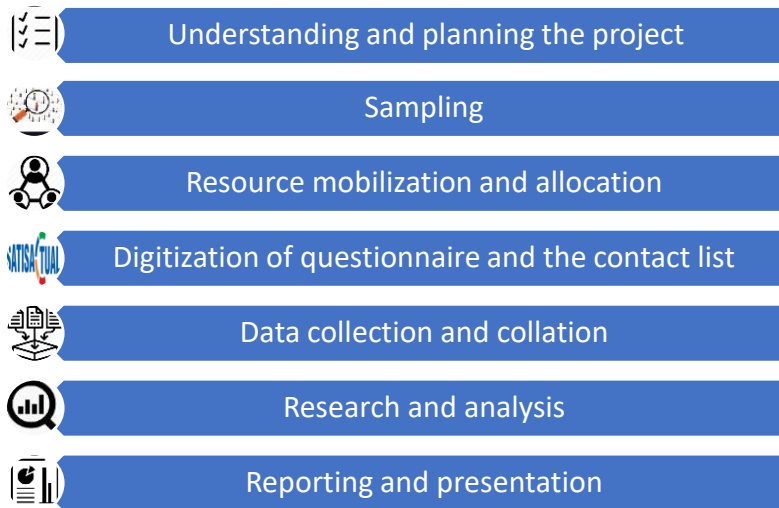 Understanding and planning the project
Sampling
Resource mobilization and allocation
SATISACTUAL
Digitization of questionnaire and the contact list
Data collection and collation
Research and analysis
Reporting and presentation